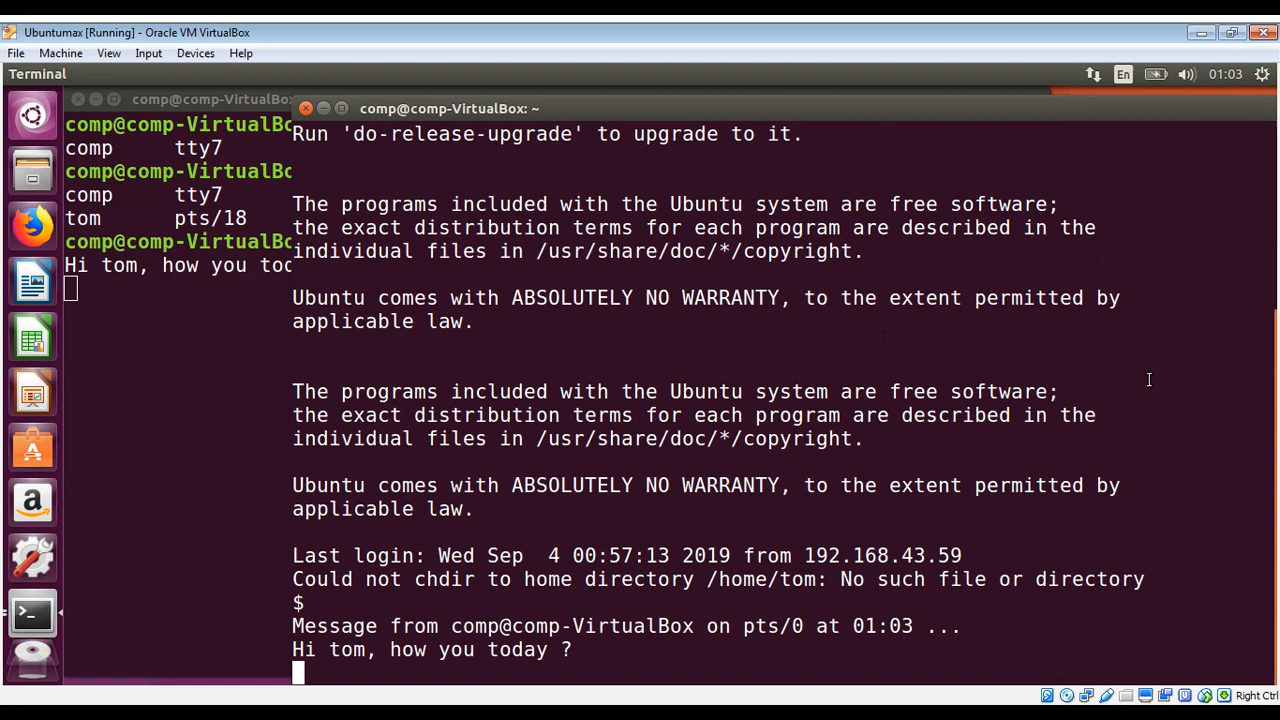 Ubuntumax [Running] - Oracle VM VirtualBox
File Machine View Input Devices Help
Terminal En 01:03
comp@comp-VirtualBo
comp tty7
comp@comp-VirtualBo
comp tty7
tom pts/18
comp@comp-VirtualBo
Hi tom, how you too
comp@comp-VirtualBox: ~
Run 'do-release-upgrade' to upgrade to it.
The programs included with the Ubuntu system are free software;
the exact distribution terms for each program are described in the
individual files in /usr/share/doc/*/copyright.
Ubuntu comes with ABSOLUTELY NO WARRANTY, to the extent permitted by
applicable law.
The programs included with the Ubuntu system are free software;
the exact distribution terms for each program are described in the
individual files in /usr/share/doc/*/copyright.
Ubuntu comes with ABSOLUTELY NO WARRANTY, to the extent permitted by
applicable law.
Last login: Wed Sep  4 00:57:13 2019 from 192.168.43.59
Could not chdir to home directory /home/tom: No such file or directory
$
Message from comp@comp-VirtualBox on pts/0 at 01:03 ...
Hi tom, how you today ?
Right Ctrl